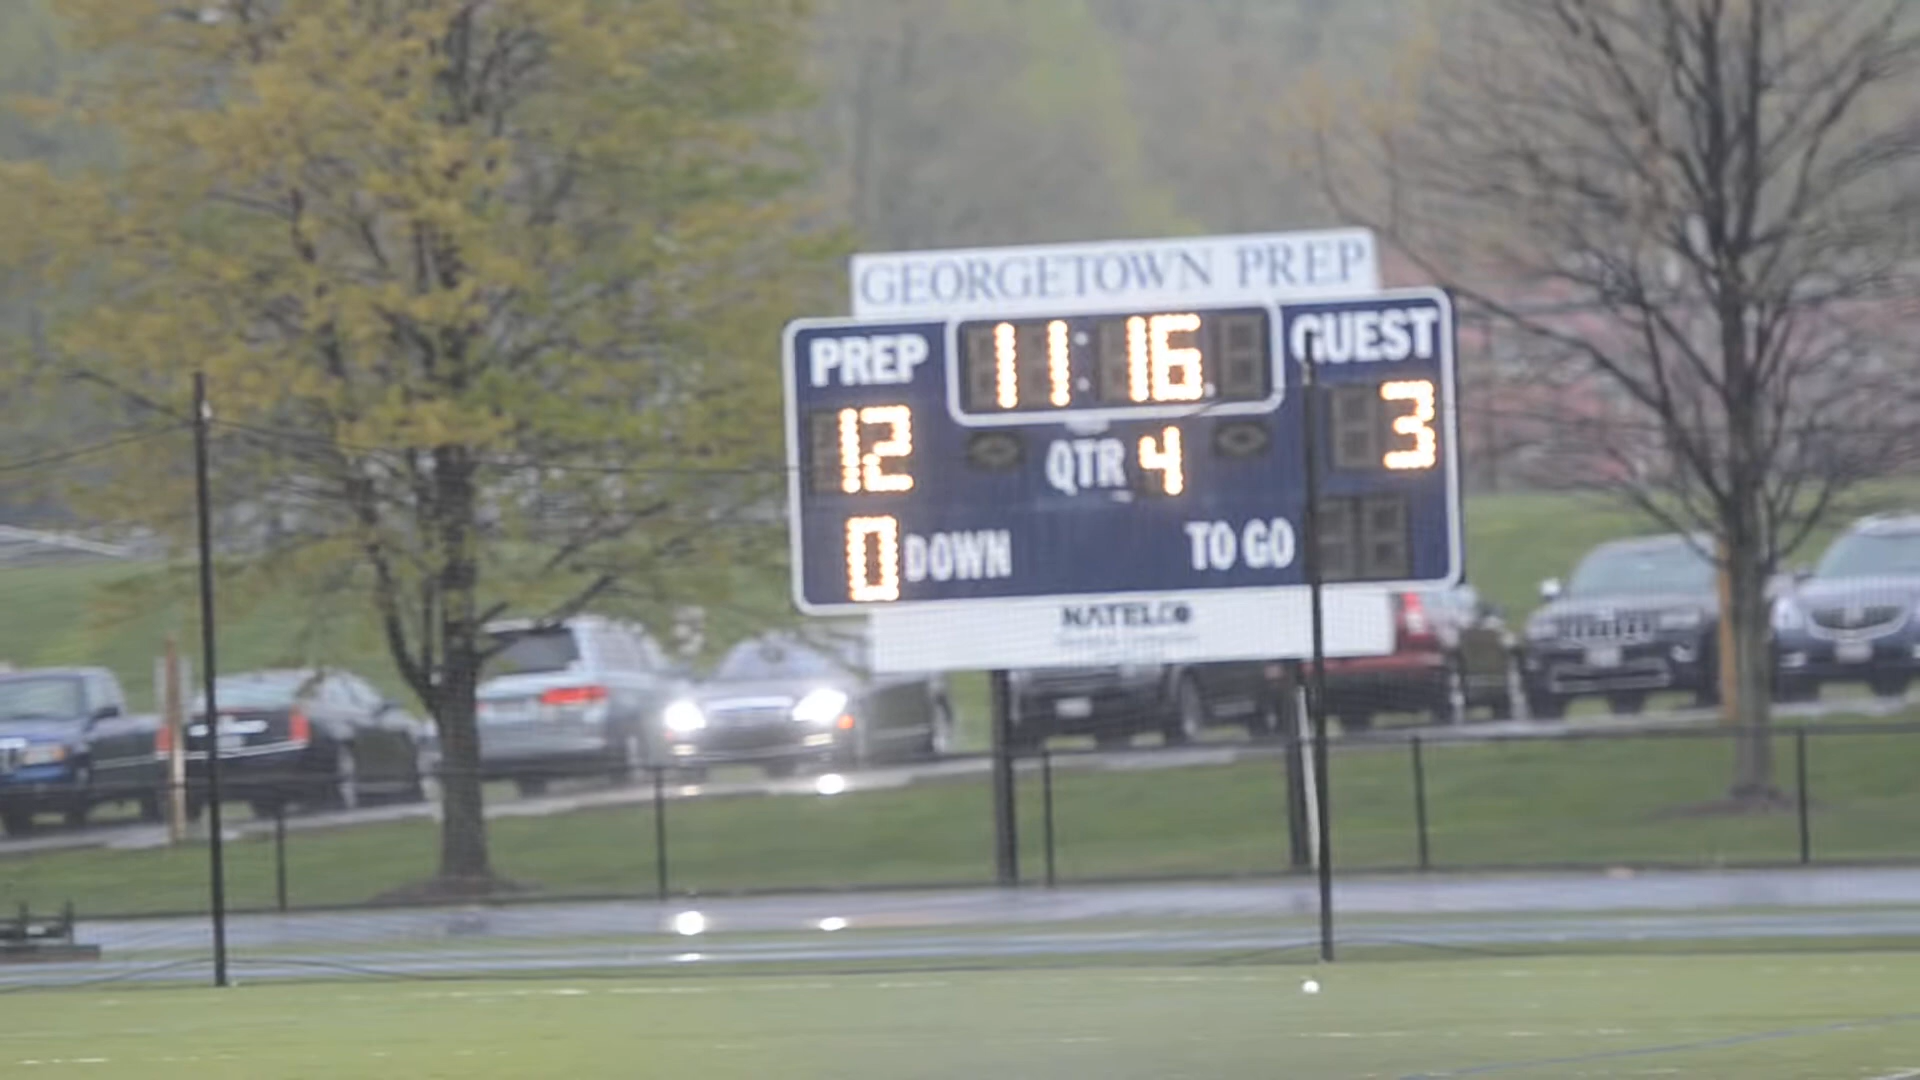 GEORGETOWN PREP
PREP 11:16 GUEST
12 QTR 4 3
0 DOWN TO GO
NATELCO